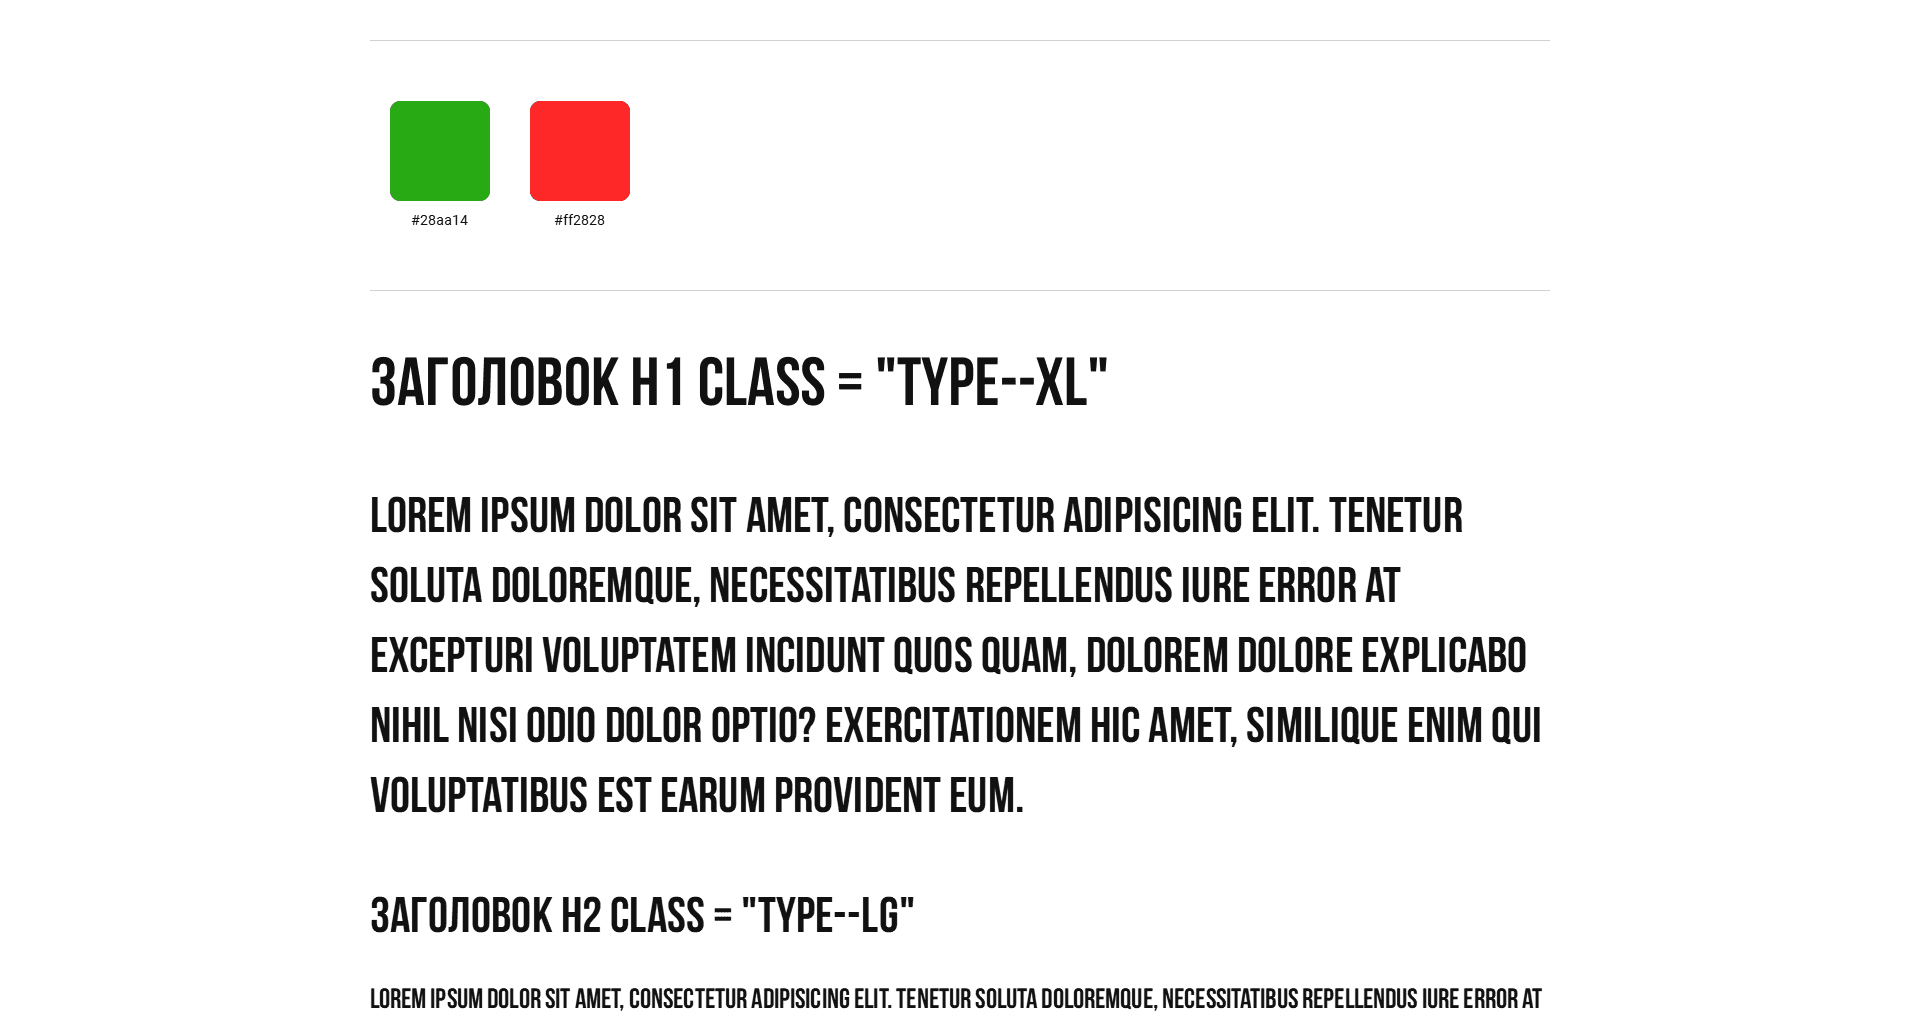 #28aa14
#ff2828
ЗАГОЛОВОК H1 CLASS = "TYPE--XL"
LOREM IPSUM DOLOR SIT AMET, CONSECTETUR ADIPISICING ELIT. TENETUR
SOLUTA DOLOREMQUE, NECESSITATIBUS REPELLENDUS IURE ERROR AT
EXCEPTURI VOLUPTATEM INCIDUNT QUOS QUAM, DOLOREM DOLORE EXPLICABO
NIHIL NISI ODIO DOLOR OPTIO? EXERCITATIONEM HIC AMET, SIMILIQUE ENIM QUI
VOLUPTATIBUS EST EARUM PROVIDENT EUM.
ЗАГОЛОВОК H2 CLASS = "TYPE--LG"
LOREM IPSUM DOLOR SIT AMET, CONSECTETUR ADIPISICING ELIT. TENETUR SOLUTA DOLOREMQUE, NECESSITATIBUS REPELLENDUS IURE ERROR AT